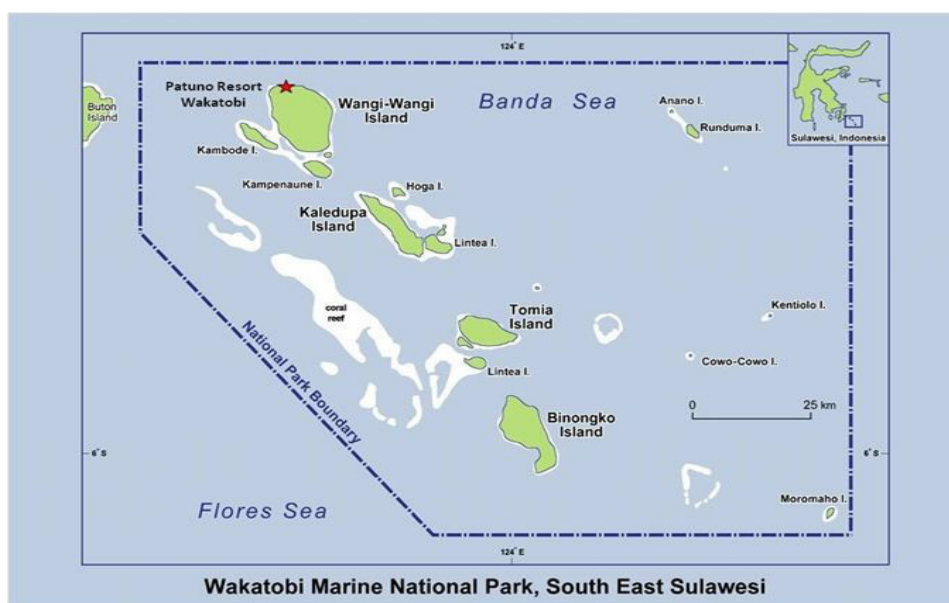 124° E
Patuno Resort
Wakatobi
Wangi-Wangi
Island
Banda Sea
Anano I.
Runduma I.
Sulawesi, Indonesia
Buton
Island
Kambode I.
Kampenaune I.
Hoga I.
Kaledupa
Island
Lintea I.
coral
reef
Tomia
Island
Kentiolo I.
Lintea I.
Cowo-Cowo I.
National Park Boundary
Binongko
Island
0 25 km
6° S
6° S
Moromaho I.
Flores Sea
124° E
Wakatobi Marine National Park, South East Sulawesi